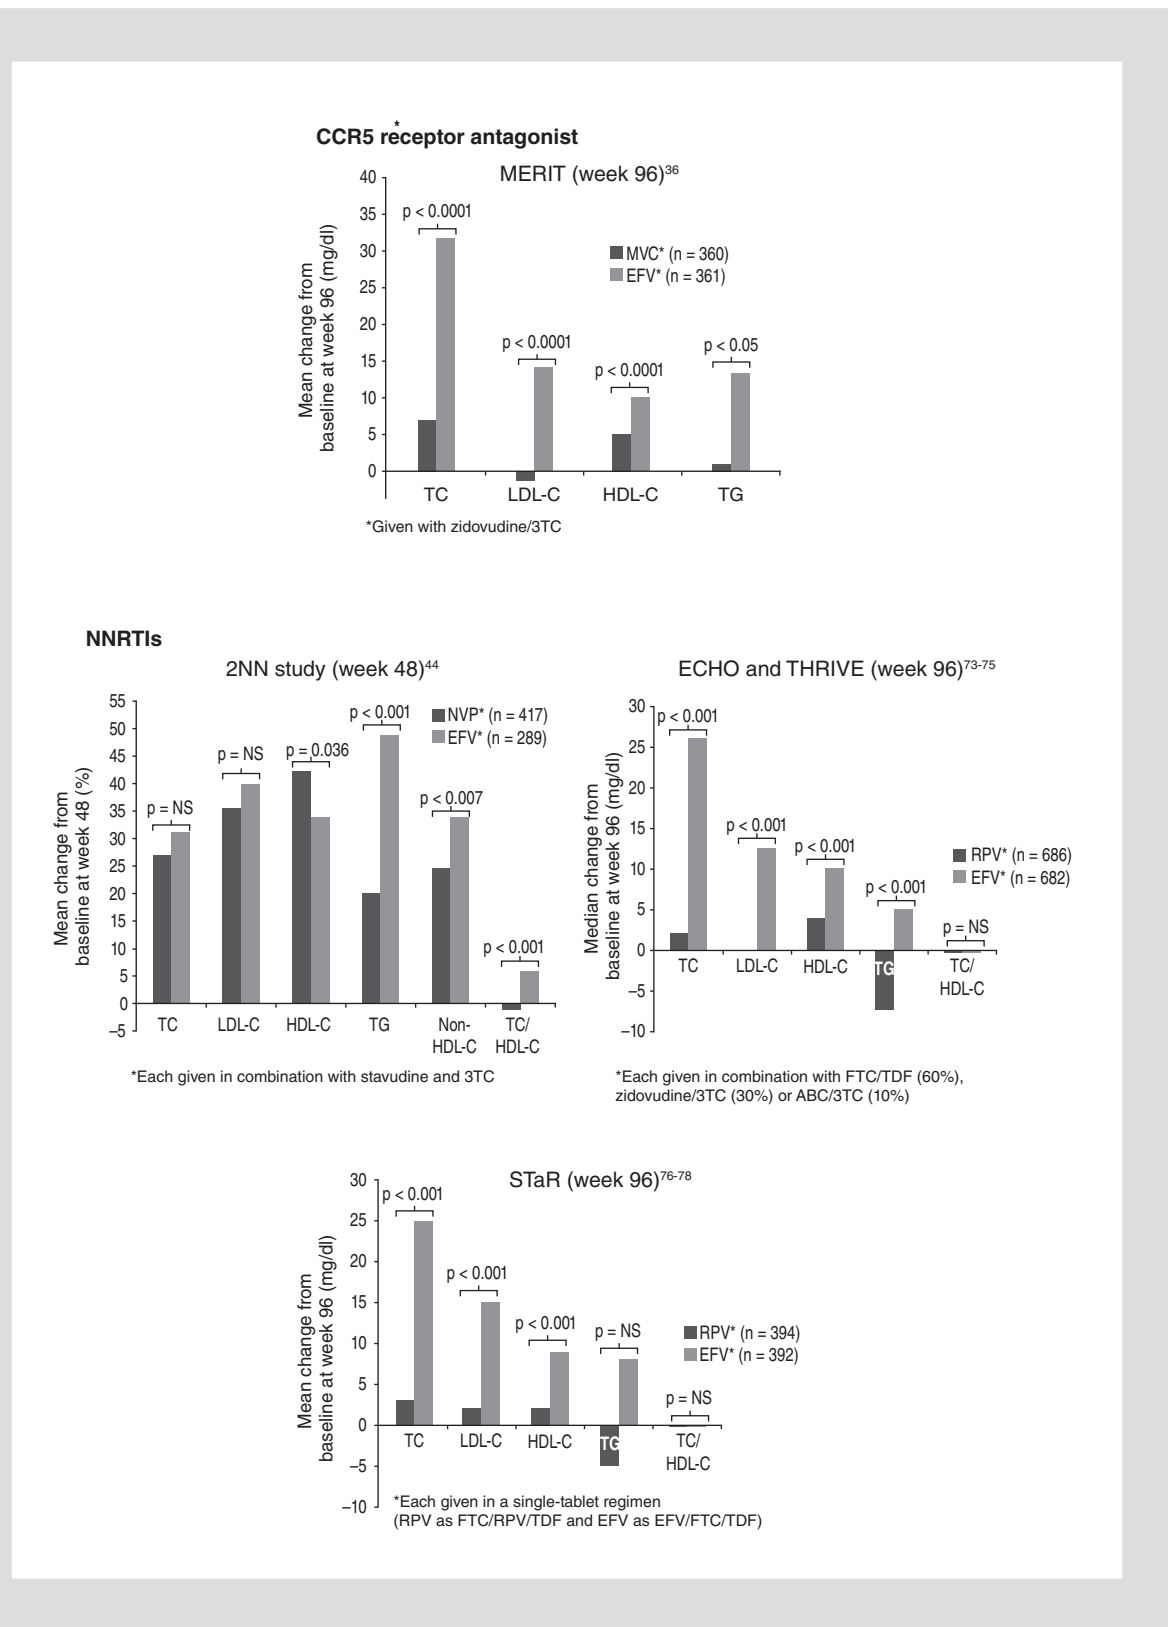 CCR5 receptor antagonist*
MERIT (week 96)36
Mean change from
baseline at week 96 (mg/dl)
40
35
30
25
20
15
10
5
0
p < 0.0001
p < 0.0001
p < 0.0001
p < 0.05
MVC* (n = 360)
EFV* (n = 361)
TC
LDL-C
HDL-C
TG
*Given with zidovudine/3TC
NNRTIs
2NN study (week 48)44
Mean change from
baseline at week 48 (%)
55
50
45
40
35
30
25
20
15
10
5
0
–5
p = NS
p = NS
p = 0.036
p < 0.001
p < 0.007
p < 0.001
NVP* (n = 417)
EFV* (n = 289)
TC
LDL-C
HDL-C
TG
Non-
HDL-C
TC/
HDL-C
*Each given in combination with stavudine and 3TC
ECHO and THRIVE (week 96)73-75
Median change from
baseline at week 96 (mg/dl)
30
25
20
15
10
5
0
–5
–10
p < 0.001
p < 0.001
p < 0.001
p < 0.001
p = NS
RPV* (n = 686)
EFV* (n = 682)
TC
LDL-C
HDL-C
TG
TC/
HDL-C
*Each given in combination with FTC/TDF (60%),
zidovudine/3TC (30%) or ABC/3TC (10%)
STaR (week 96)76-78
Mean change from
baseline at week 96 (mg/dl)
30
25
20
15
10
5
0
–5
–10
p < 0.001
p < 0.001
p < 0.001
p = NS
p = NS
RPV* (n = 394)
EFV* (n = 392)
TC
LDL-C
HDL-C
TG
TC/
HDL-C
*Each given in a single-tablet regimen
(RPV as FTC/RPV/TDF and EFV as EFV/FTC/TDF)